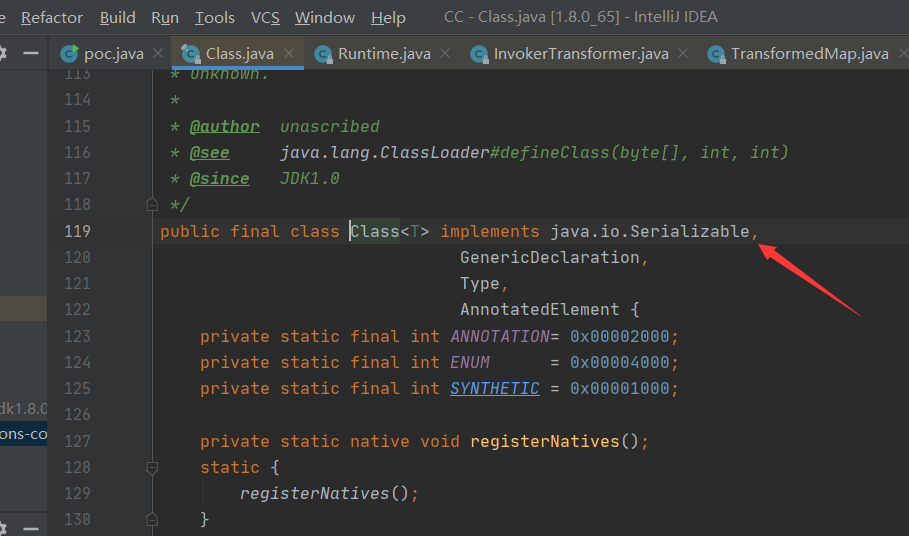 e Refactor Build Run Tools VCS Window Help CC - Class.java [1.8.0_65] - IntelliJ IDEA
poc.java Class.java Runtime.java InvokerTransformer.java TransformedMap.java
113 * unknown.
114 *
115 * @author unascribed
116 * @see java.lang.ClassLoader#defineClass(byte[], int, int)
117 * @since JDK1.0
118 */
119 public final class Class<T> implements java.io.Serializable,
120 GenericDeclaration,
121 Type,
122 AnnotatedElement {
123 private static final int ANNOTATION= 0x00002000;
124 private static final int ENUM = 0x00004000;
125 private static final int SYNTHETIC = 0x00001000;
126
127 private static native void registerNatives();
128 static {
129 registerNatives();
130 }
dk1.8.0
ons-co